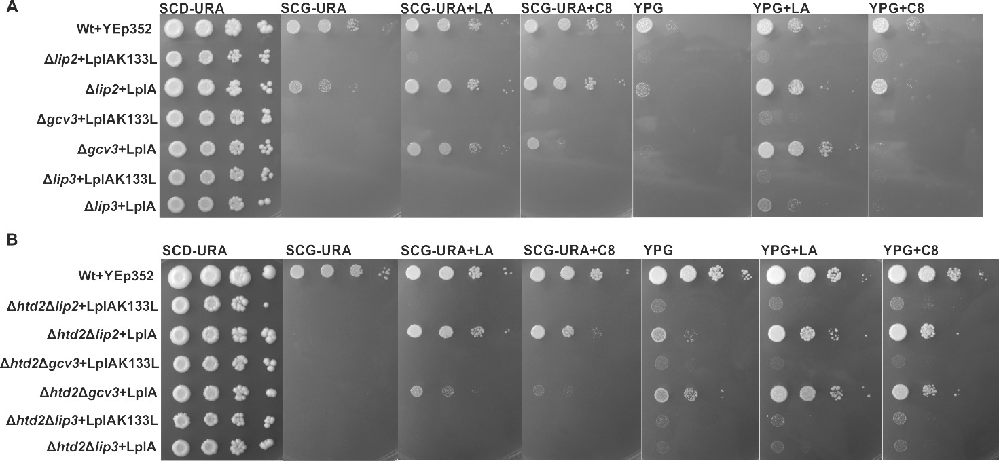 A
SCD-URA SCG-URA SCG-URA+LA SCG-URA+C8 YPG YPG+LA YPG+C8
Wt+YEp352
Δlip2+LplAK133L
Δlip2+LplA
Δgcv3+LplAK133L
Δgcv3+LplA
Δlip3+LplAK133L
Δlip3+LplA
B
SCD-URA SCG-URA SCG-URA+LA SCG-URA+C8 YPG YPG+LA YPG+C8
Wt+YEp352
Δhtd2Δlip2+LplAK133L
Δhtd2Δlip2+LplA
Δhtd2Δgcv3+LplAK133L
Δhtd2Δgcv3+LplA
Δhtd2Δlip3+LplAK133L
Δhtd2Δlip3+LplA